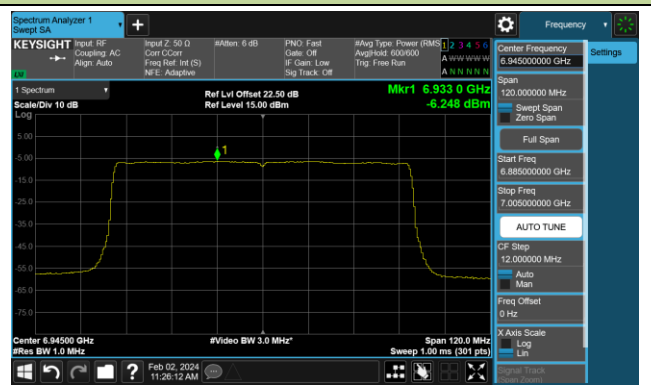 Spectrum Analyzer 1
Swept SA
Frequency
KEYSIGHT
Input: RF
Coupling: AC
Align: Auto
Input Z: 50 Ω
Corr CCorr
Freq Ref: Int (S)
NFE: Adaptive
#Atten: 6 dB
PNO: Fast
Gate: Off
IF Gain: Low
Sig Track: Off
#Avg Type: Power (RMS
Avg|Hold: 600/600
Trig: Free Run
1 2 3 4 5 6
A W W W W W
A N N N N N
Center Frequency
6.945000000 GHz
Settings
Span
120.000000 MHz
Swept Span
Zero Span
Full Span
Start Freq
6.885000000 GHz
Stop Freq
7.005000000 GHz
AUTO TUNE
CF Step
12.000000 MHz
Auto
Man
Freq Offset
0 Hz
X Axis Scale
Log
Lin
Signal Track
(Span Zoom)
1 Spectrum
Scale/Div 10 dB
Log
Ref Lvl Offset 22.50 dB
Ref Level 15.00 dBm
Mkr1 6.933 0 GHz
-6.248 dBm
1
5.00
-5.00
-15.0
-25.0
-35.0
-45.0
-55.0
-65.0
-75.0
Center 6.94500 GHz
#Res BW 1.0 MHz
#Video BW 3.0 MHz*
Span 120.0 MHz
Sweep 1.00 ms (301 pts)
?
Feb 02, 2024
11:26:12 AM